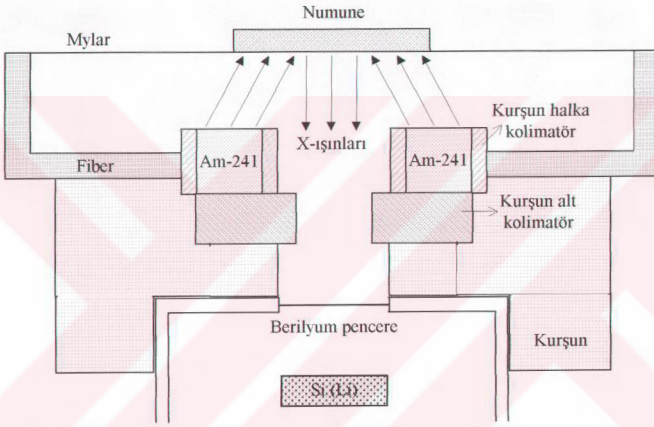 Numune
Mylar
Kurşun halka
kolimatör
X-ışınları
Am-241
Am-241
Fiber
Kurşun alt
kolimatör
Berilyum pencere
Kurşun
Si(Li)